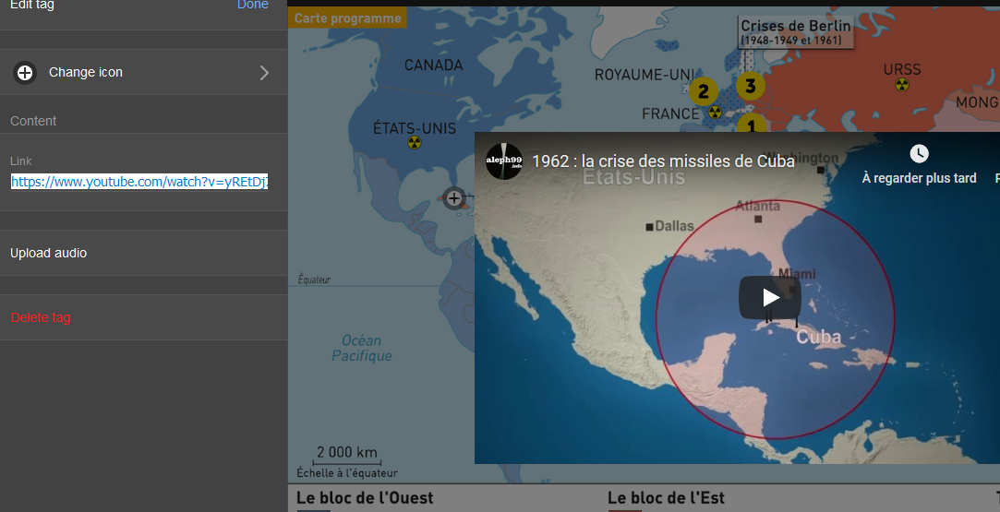 Edit tag
Done
Change icon
Content
Link
https://www.youtube.com/watch?v=yREtDj
Upload audio
Delete tag
Carte programme
Crises de Berlin
(1948-1949 et 1961)
CANADA
ROYAUME-UNI
URSS
2
3
FRANCE
MONG
ÉTATS-UNIS
1
aleph99
.info
1962 : la crise des missiles de Cuba
Washington
À regarder plus tard
P
États-Unis
Atlanta
Dallas
Miami
Cuba
Équateur
Océan
Pacifique
2 000 km
Échelle à l'équateur
Le bloc de l'Ouest
Le bloc de l'Est